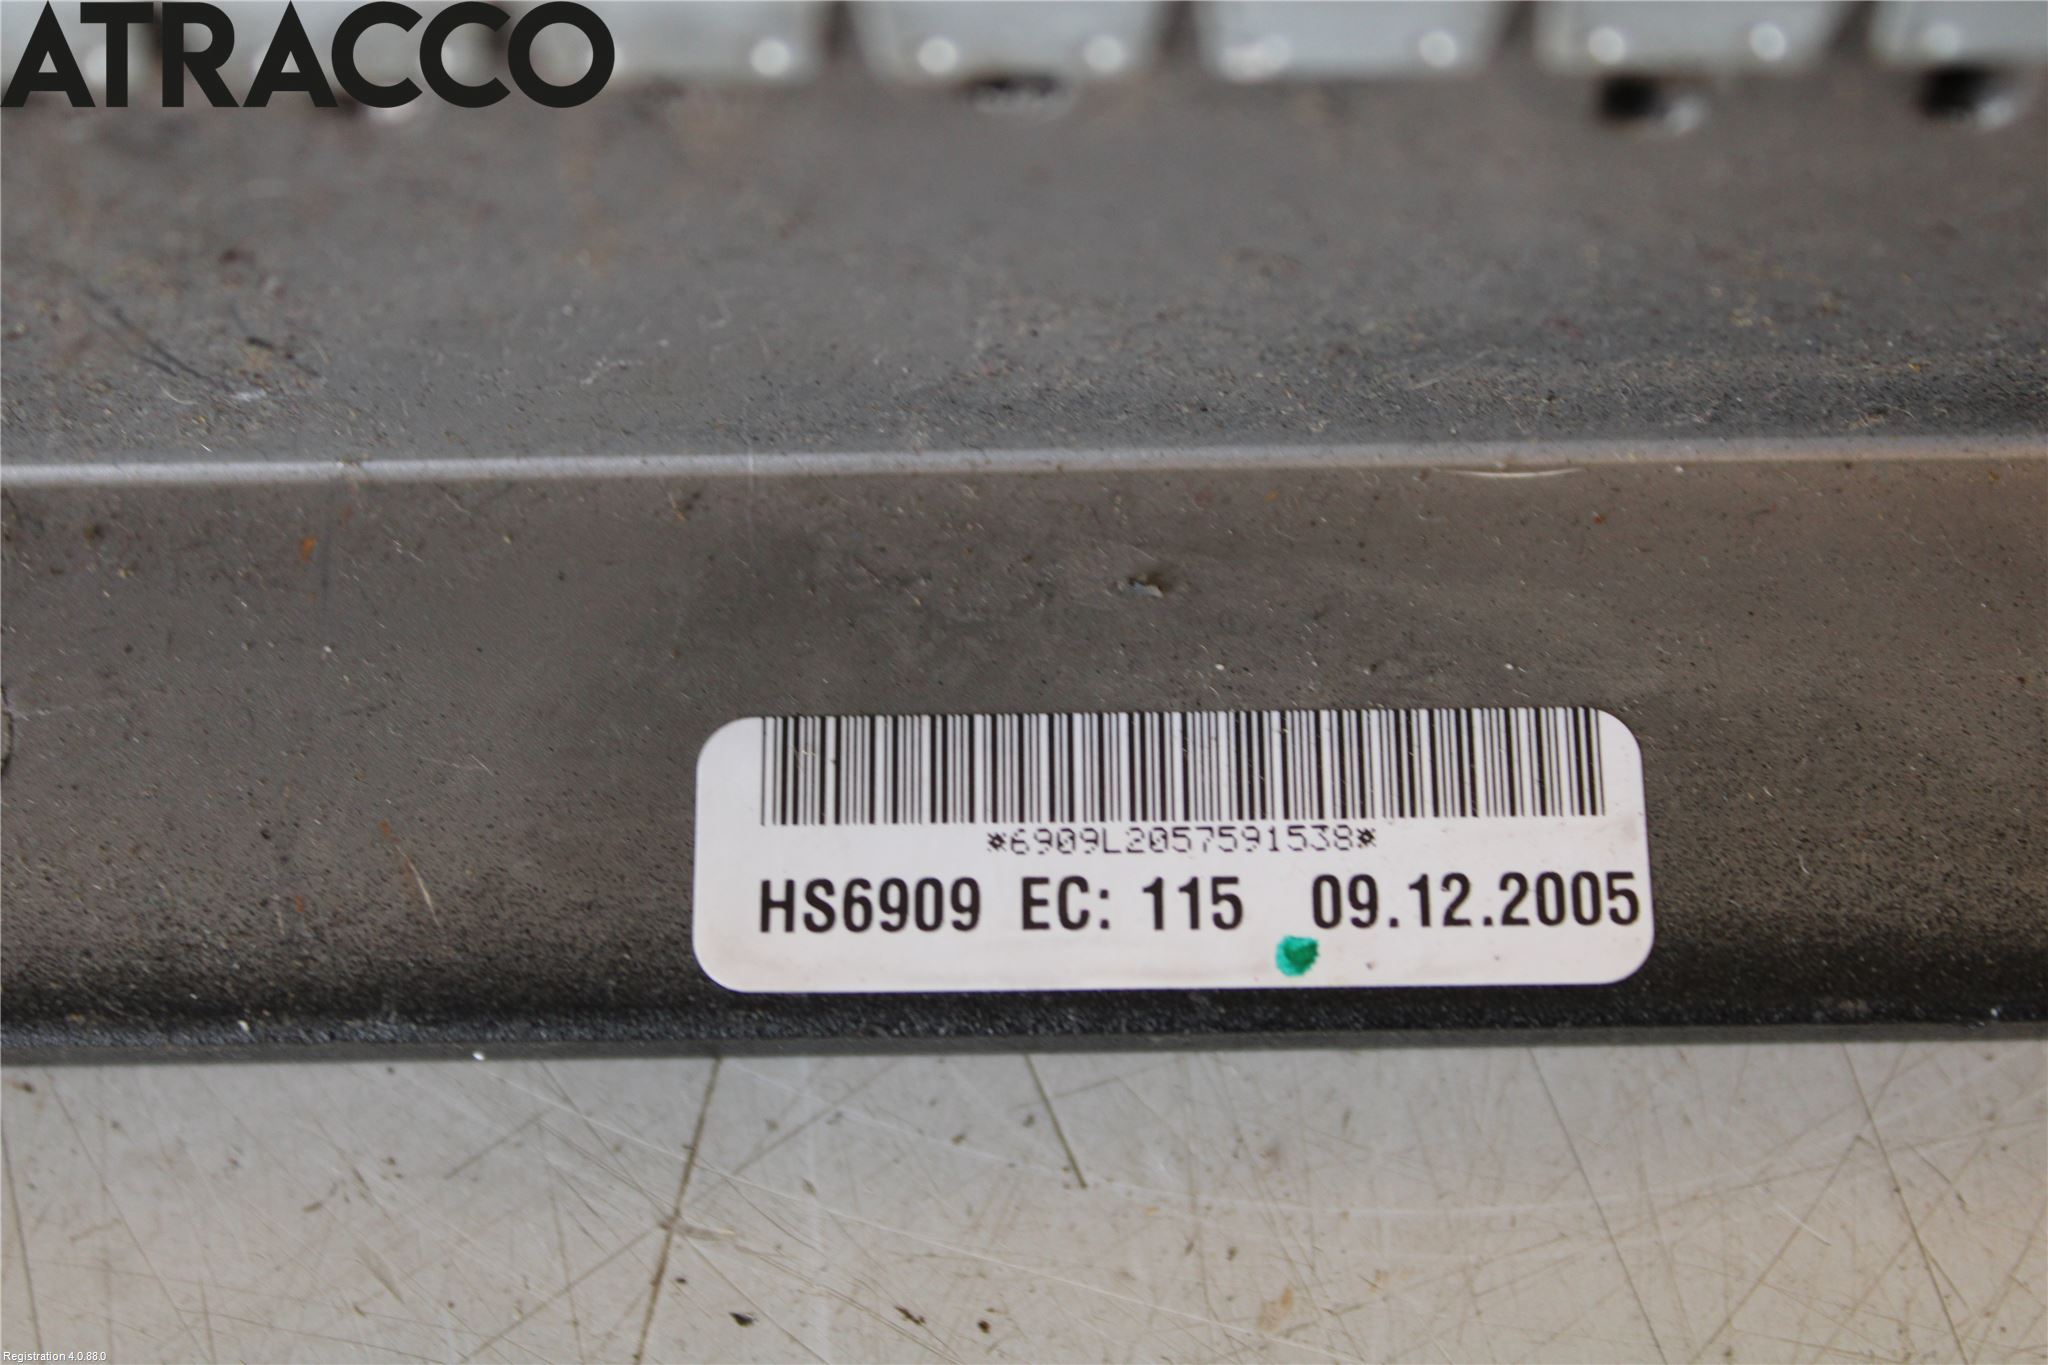 ATRACCO
*6909L2057591538*
HS6909 EC: 115 09.12.2005
Registration 4.0.88.0